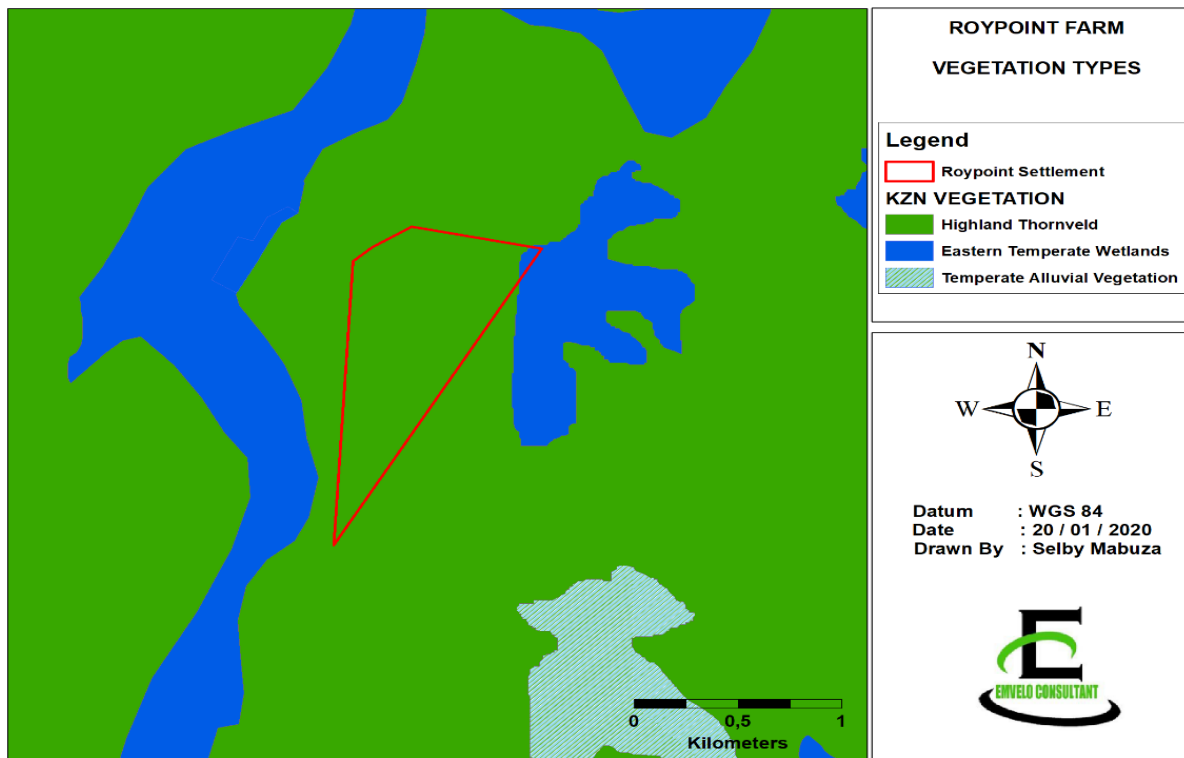 ROYPOINT FARM
VEGETATION TYPES
Legend
Roypoint Settlement
KZN VEGETATION
Highland Thornveld
Eastern Temperate Wetlands
Temperate Alluvial Vegetation
N
W E
S
Datum : WGS 84
Date : 20 / 01 / 2020
Drawn By : Selby Mabuza
E
EMVELO CONSULTANT
0 0,5 1
Kilometers